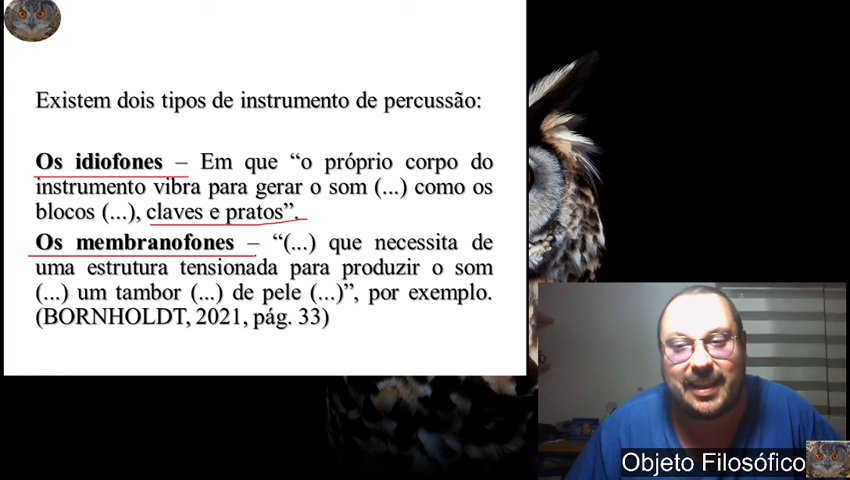 Existem dois tipos de instrumento de percussão:
Os idiofones – Em que “o próprio corpo do
instrumento vibra para gerar o som (...) como os
blocos (...), claves e pratos”.
Os membranofones – “(...) que necessita de
uma estrutura tensionada para produzir o som
(...) um tambor (...) de pele (...)”, por exemplo.
(BORNHOLDT, 2021, pág. 33)
Objeto Filosófico